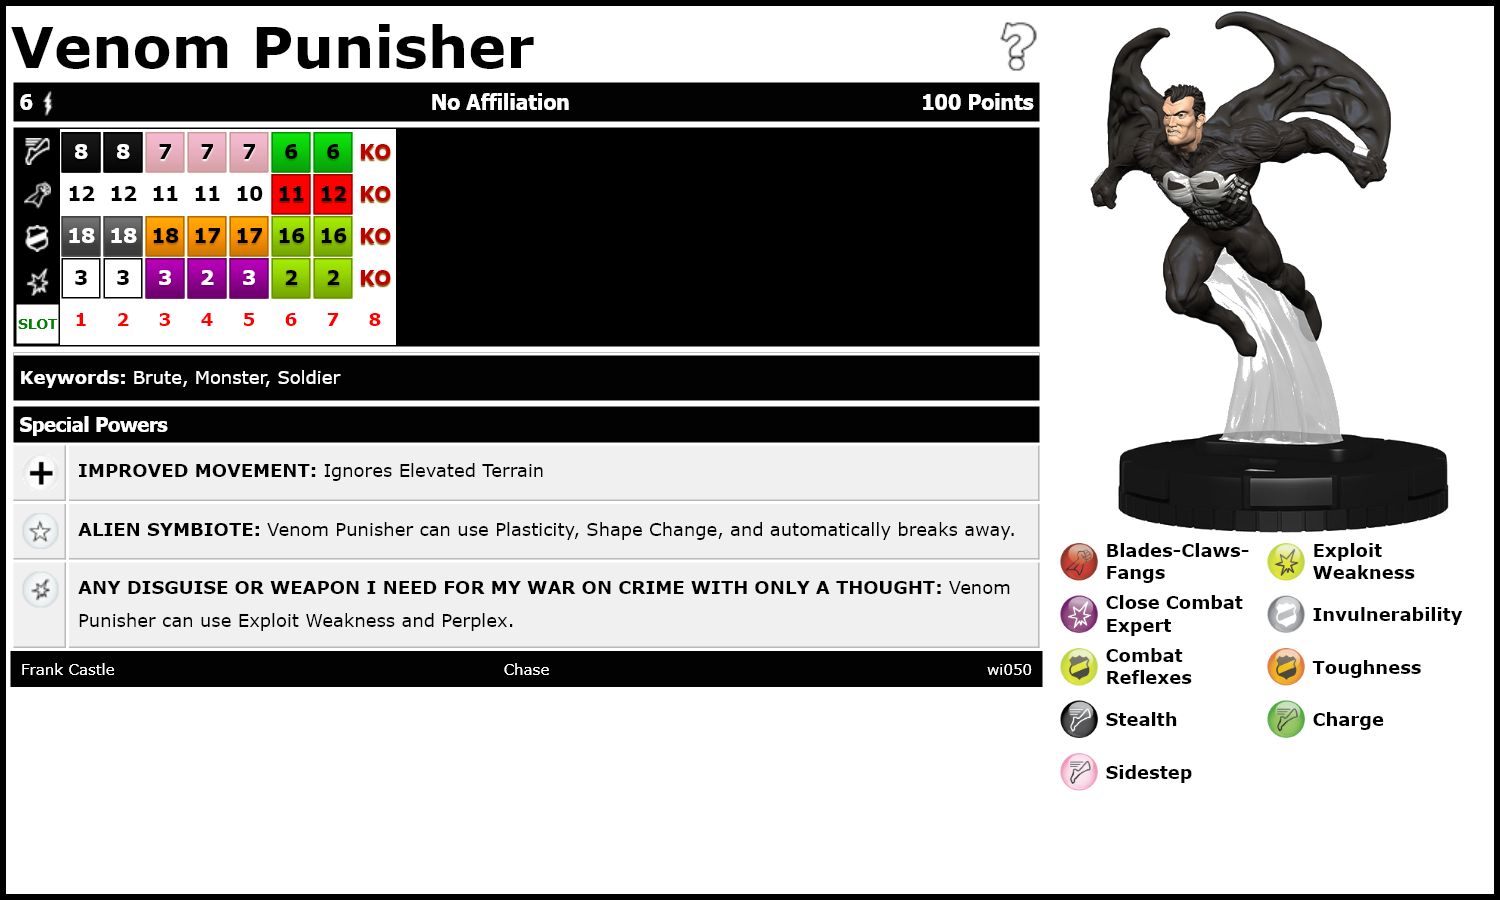 Venom Punisher
6 No Affiliation 100 Points
8 8 7 7 7 6 6 KO
12 12 11 11 10 11 12 KO
18 18 18 17 17 16 16 KO
3 3 3 2 3 2 2 KO
SLOT 1 2 3 4 5 6 7 8
Keywords: Brute, Monster, Soldier
Special Powers
IMPROVED MOVEMENT: Ignores Elevated Terrain
ALIEN SYMBIOTE: Venom Punisher can use Plasticity, Shape Change, and automatically breaks away.
ANY DISGUISE OR WEAPON I NEED FOR MY WAR ON CRIME WITH ONLY A THOUGHT: Venom
Punisher can use Exploit Weakness and Perplex.
Frank Castle Chase wi050
Blades-Claws-
Fangs
Exploit
Weakness
Close Combat
Expert
Invulnerability
Combat
Reflexes
Toughness
Stealth
Charge
Sidestep